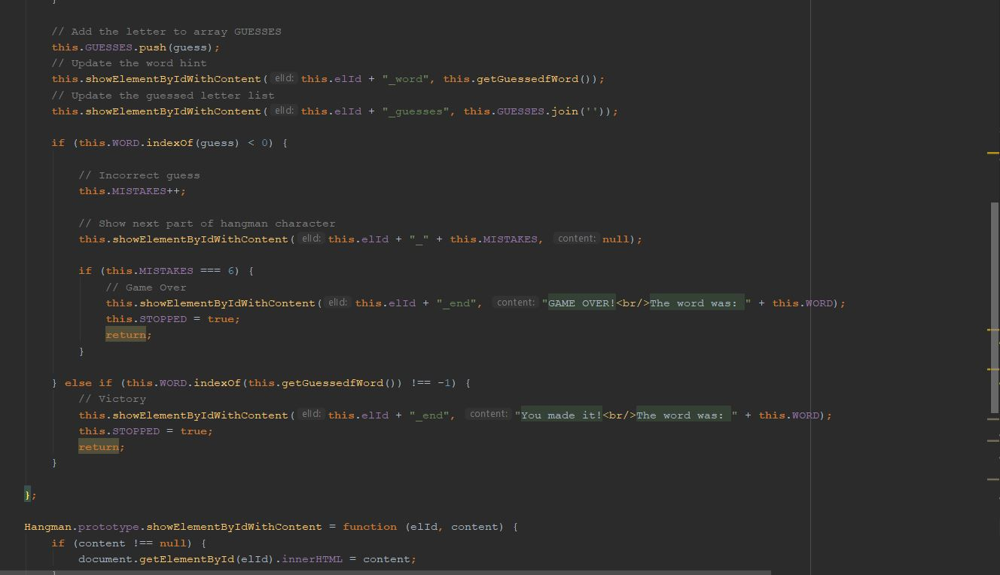 }
// Add the letter to array GUESSES
this.GUESSES.push(guess);
// Update the word hint
this.showElementByIdWithContent( elId: this.elId + "_word", this.getGuessedfWord());
// Update the guessed letter list
this.showElementByIdWithContent( elId: this.elId + "_guesses", this.GUESSES.join(''));
if (this.WORD.indexOf(guess) < 0) {
// Incorrect guess
this.MISTAKES++;
// Show next part of hangman character
this.showElementByIdWithContent( elId: this.elId + "_" + this.MISTAKES, content: null);
if (this.MISTAKES === 6) {
// Game Over
this.showElementByIdWithContent( elId: this.elId + "_end", content: "GAME OVER!<br/>The word was: " + this.WORD);
this.STOPPED = true;
return;
}
} else if (this.WORD.indexOf(this.getGuessedfWord()) !== -1) {
// Victory
this.showElementByIdWithContent( elId: this.elId + "_end", content: "You made it!<br/>The word was: " + this.WORD);
this.STOPPED = true;
return;
}
};
Hangman.prototype.showElementByIdWithContent = function (elId, content) {
if (content !== null) {
document.getElementById(elId).innerHTML = content;
}